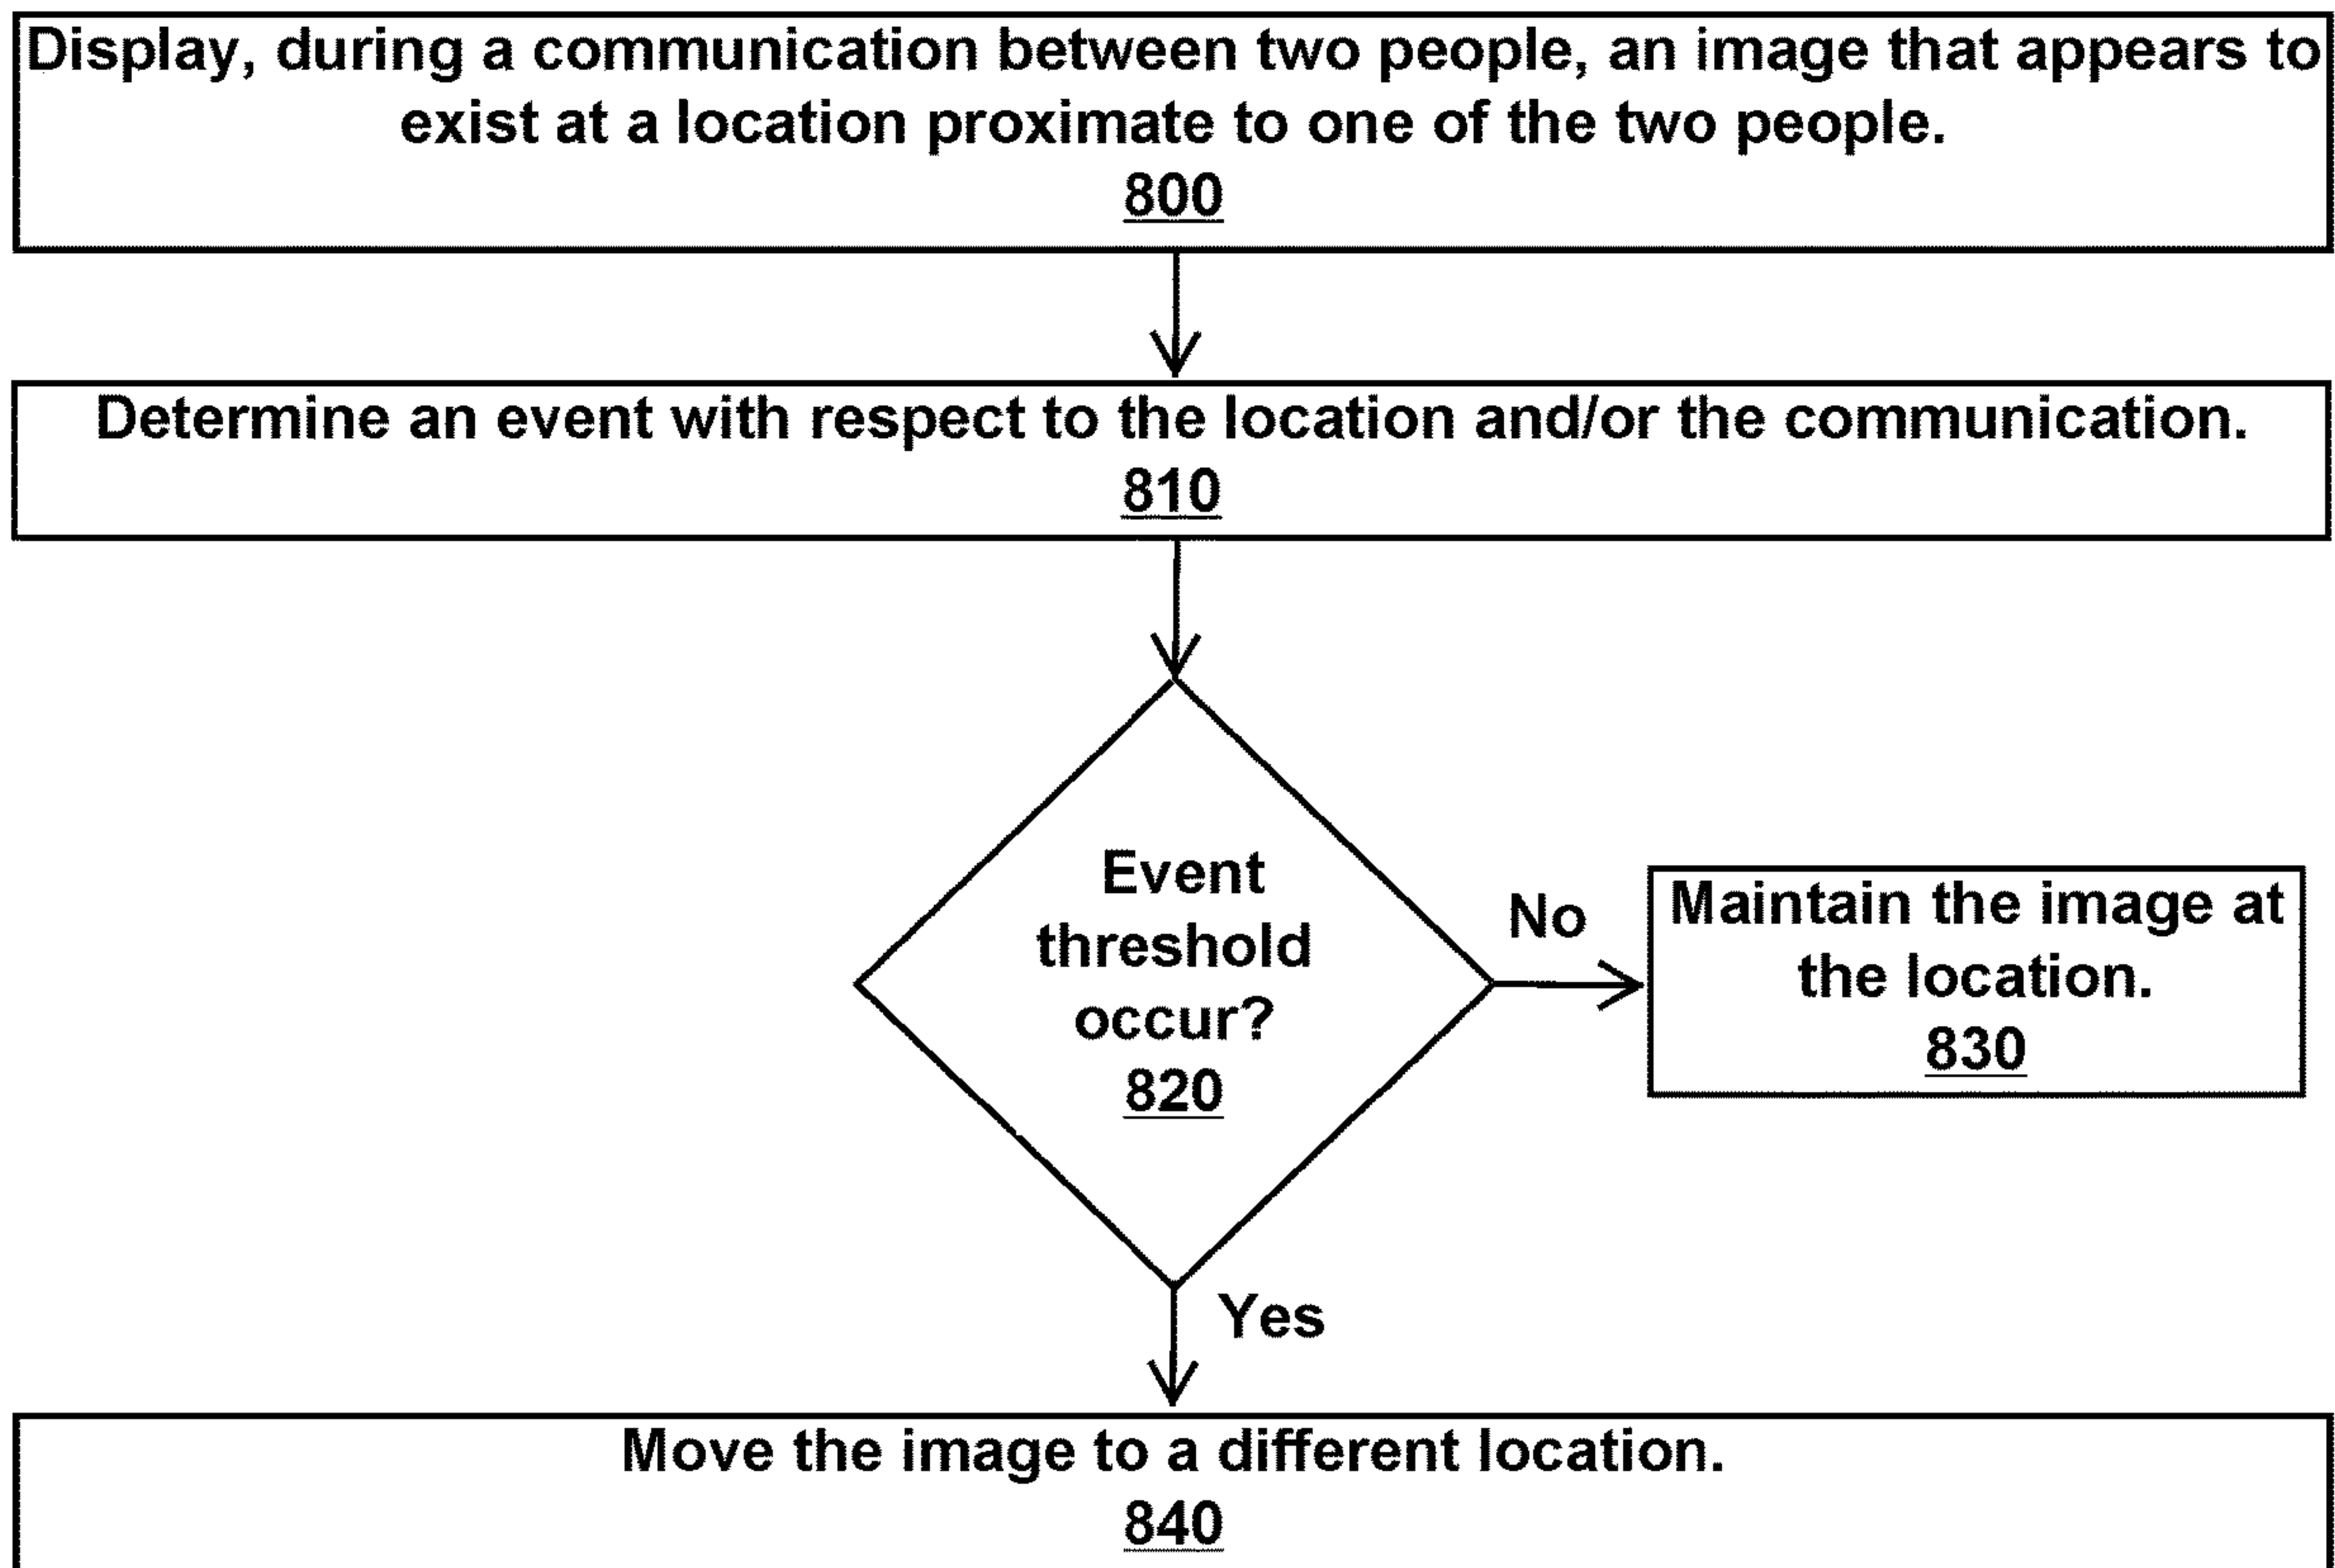 Display, during a communication between two people, an image that appears to
exist at a location proximate to one of the two people.
800
Determine an event with respect to the location and/or the communication.
810
Event
threshold
occur?
820
No
Maintain the image at
the location.
830
Yes
Move the image to a different location.
840